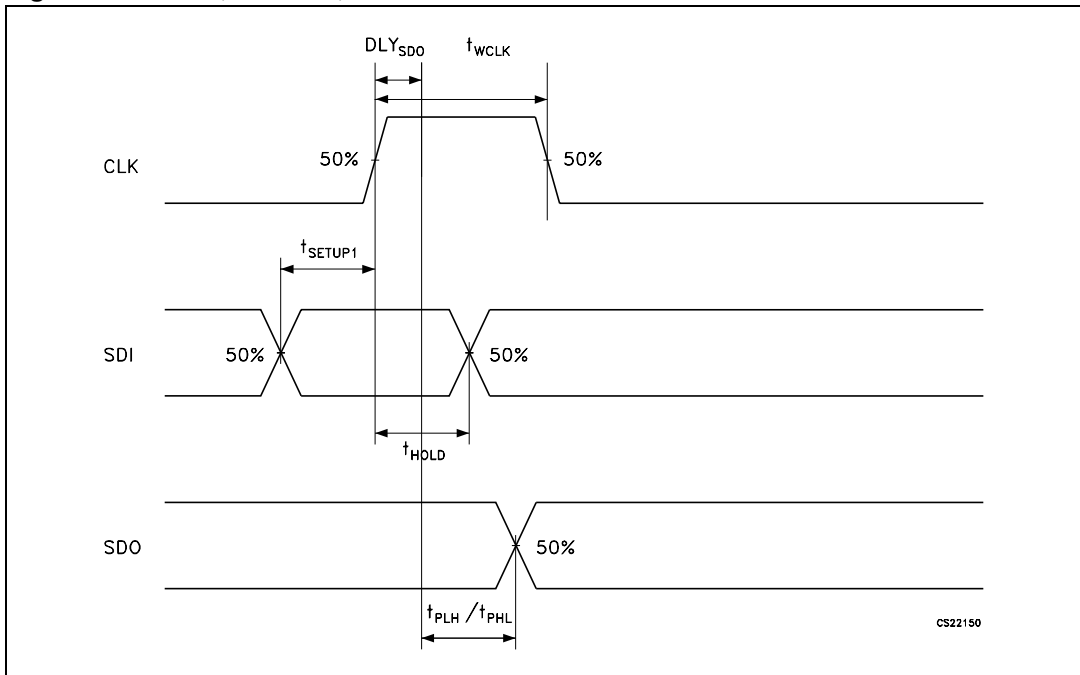 DLYSDO
tWCLK
CLK
50%
50%
tSETUP1
SDI
50%
50%
tHOLD
SDO
50%
tPLH /tPHL
CS22150